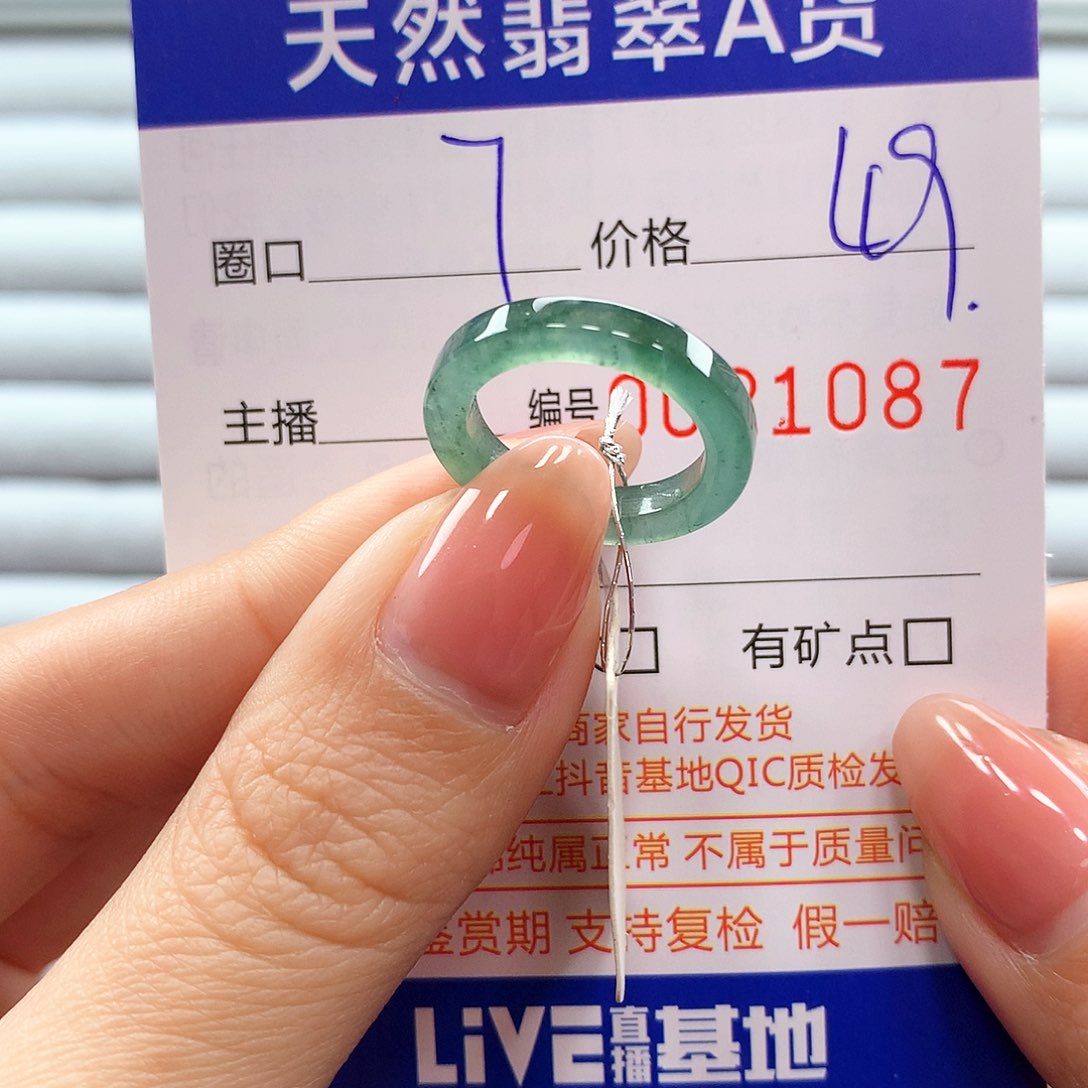 天然翡翠A货
圈口 7 价格 49.
主播 编号 0 1087
有矿点□
商家自行发货
抖音基地QIC质检发
纯属正常 不属于质量问
鉴赏期 支持复检 假一赔
LiVE直播基地